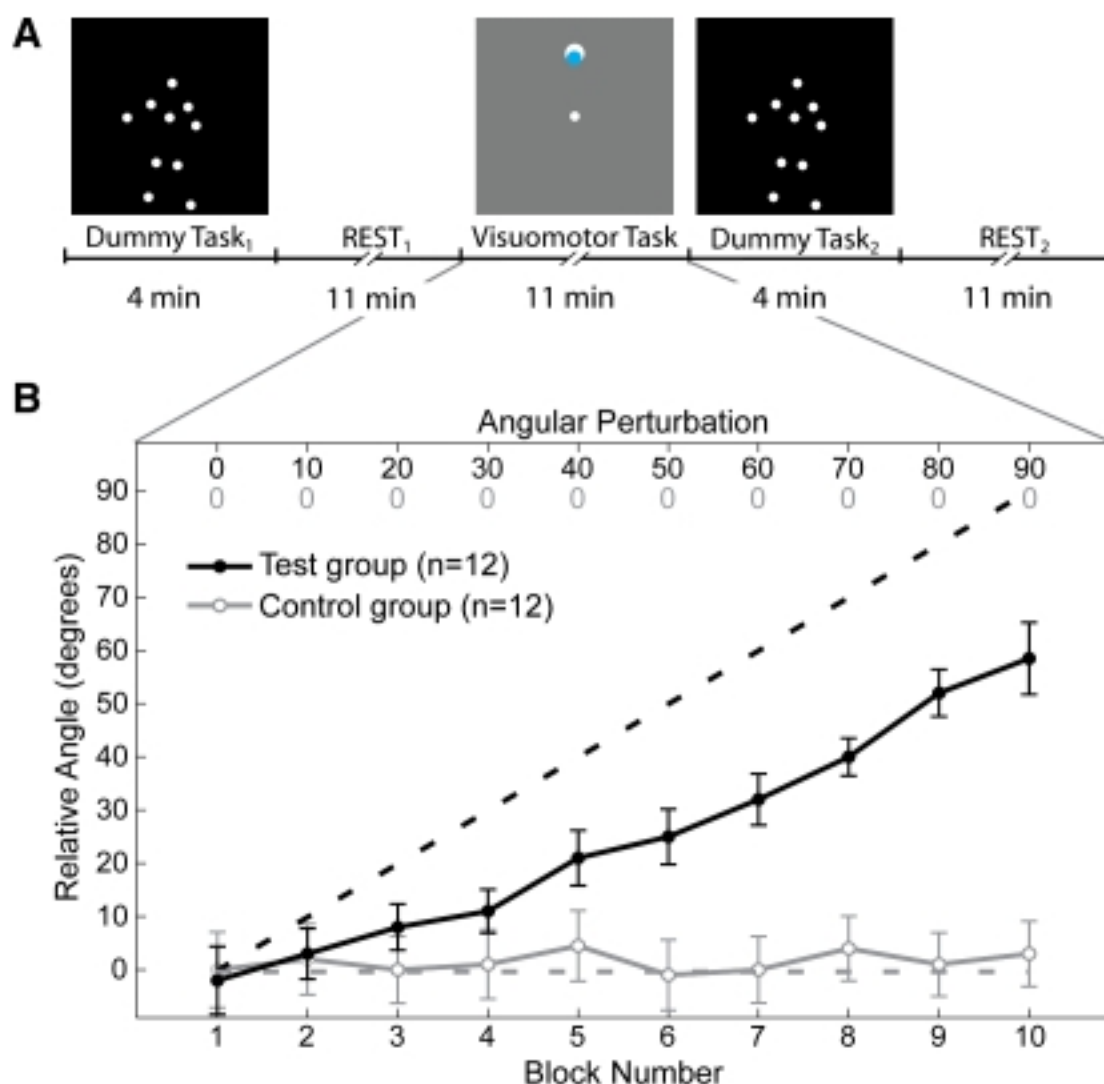 A
Dummy Task₁ REST₁ Visuomotor Task Dummy Task₂ REST₂
4 min 11 min 11 min 4 min 11 min
B
Angular Perturbation
0 10 20 30 40 50 60 70 80 90
0 0 0 0 0 0 0 0 0 0
90
80
70
60
50
40
30
20
10
0
Relative Angle (degrees)
Test group (n=12)
Control group (n=12)
1 2 3 4 5 6 7 8 9 10
Block Number